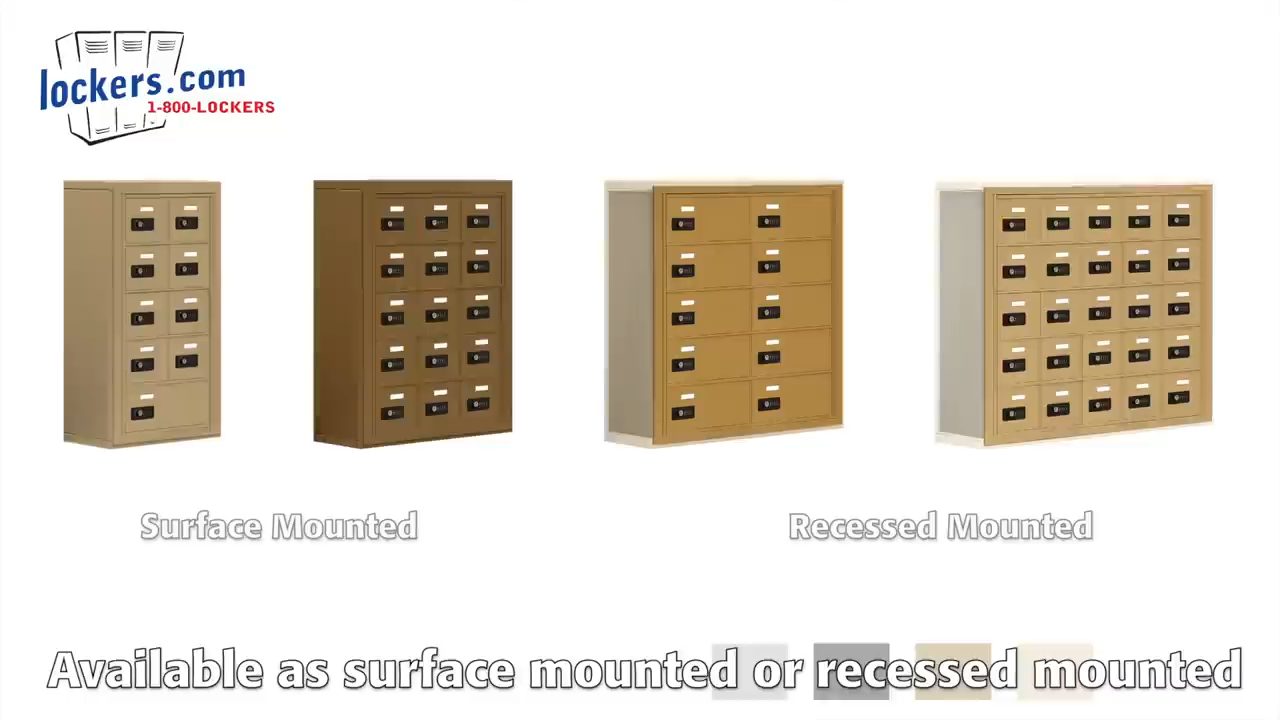 lockers.com
1-800-LOCKERS
Surface Mounted
Recessed Mounted
Available as surface mounted or recessed mounted